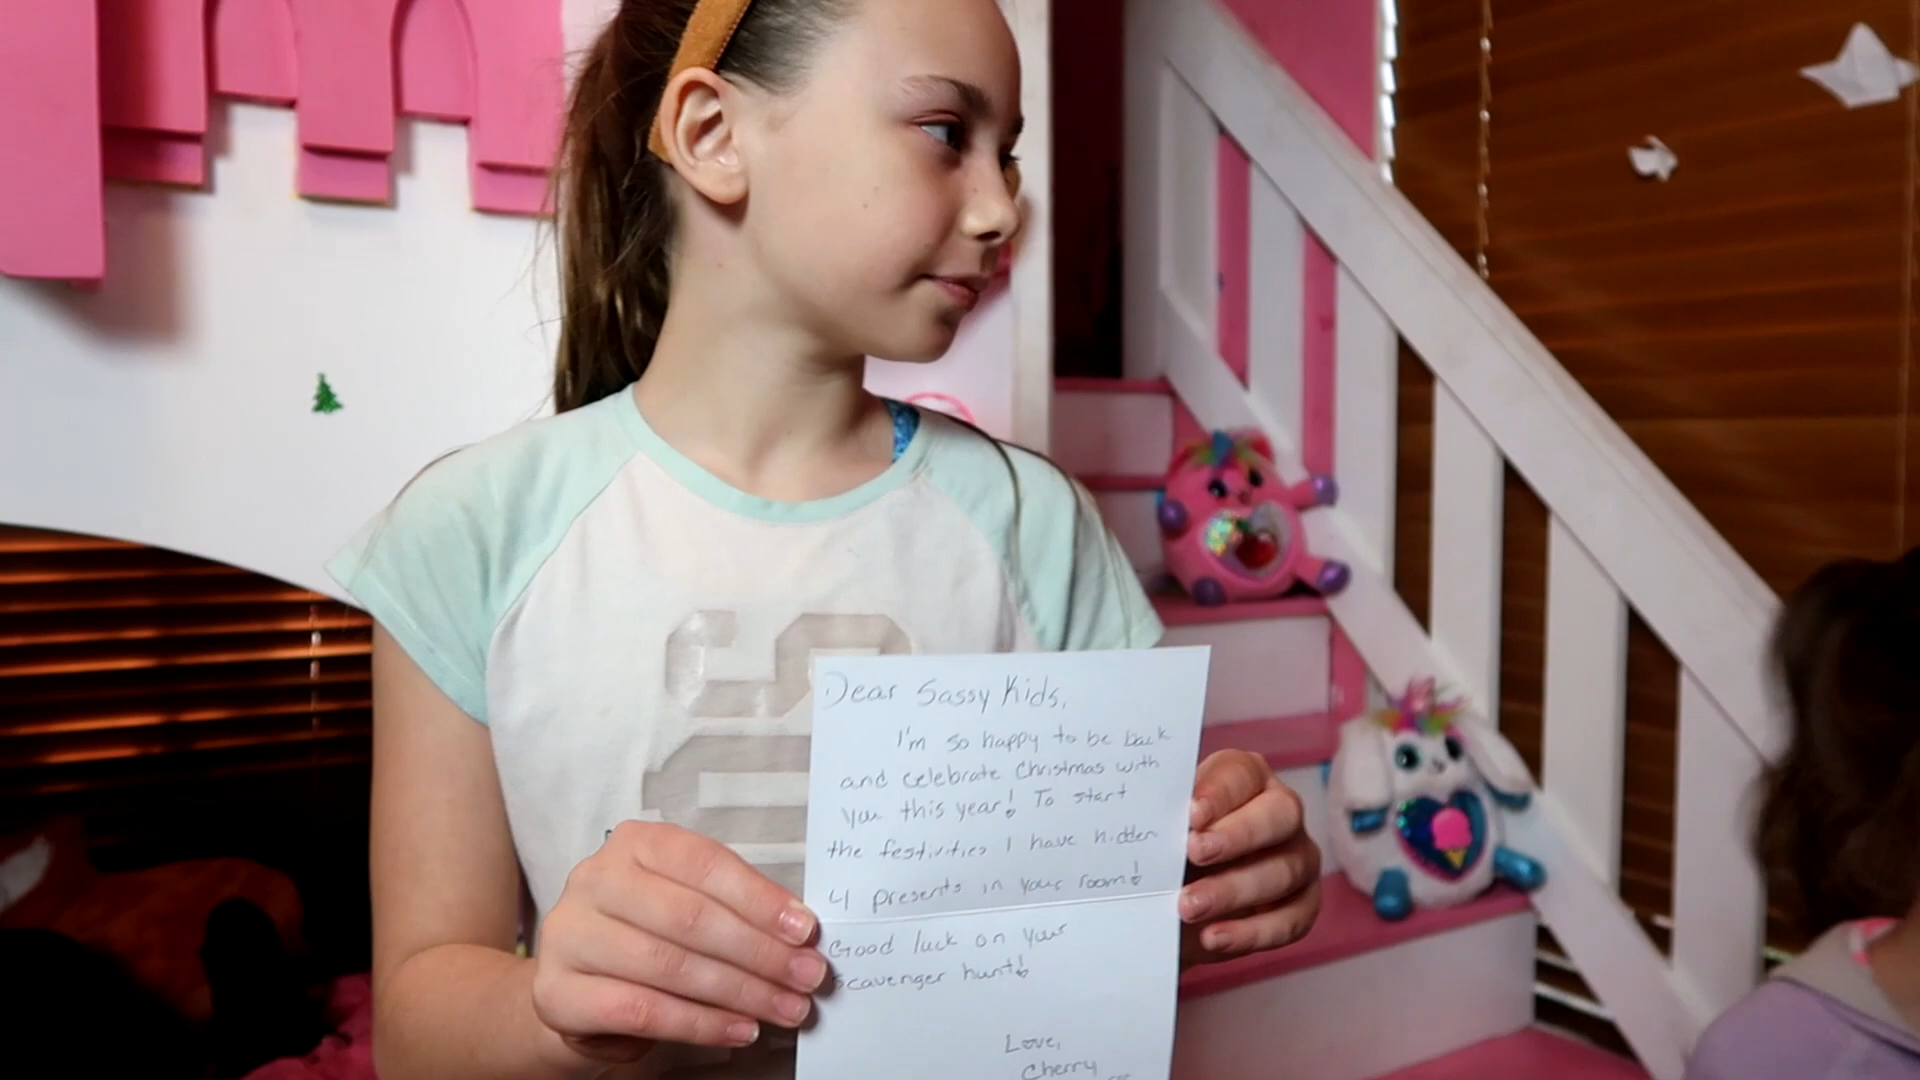 Dear Sassy Kids,
I'm so happy to be back
and celebrate Christmas with
you this year! To start
the festivities I have hidden
4 presents in your room!
Good luck on your
scavenger hunt!
Love,
Cherry